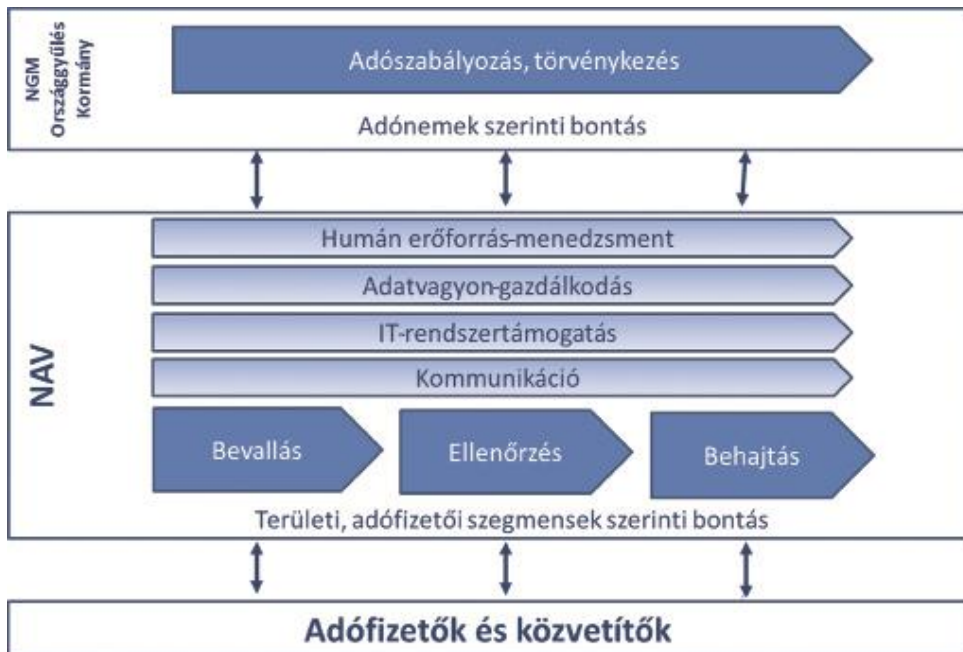 NGM
Országgyűlés
Kormány
Adószabályozás, törvénykezés
Adónemek szerinti bontás
NAV
Humán erőforrás-menedzsment
Adatvagyon-gazdálkodás
IT-rendszertámogatás
Kommunikáció
Bevallás
Ellenőrzés
Behajtás
Területi, adófizetői szegmensek szerinti bontás
Adófizetők és közvetítők